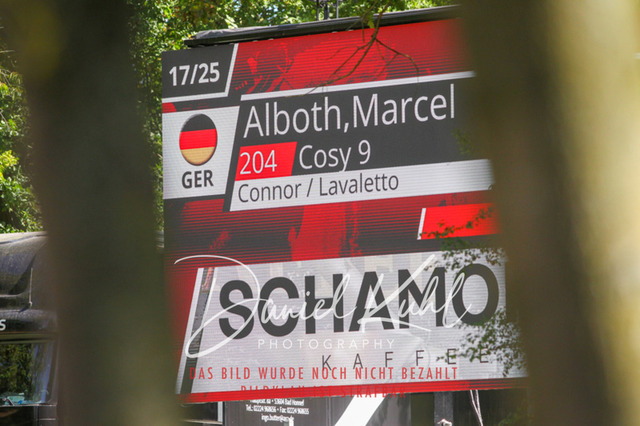 17/25
Alboth,Marcel
204 Cosy 9
GER
Connor / Lavaletto
SCHAMO
Daniel Kuhl
PHOTOGRAPHY
KAFFEE
DAS BILD WURDE NOCH NICHT BEZAHLT